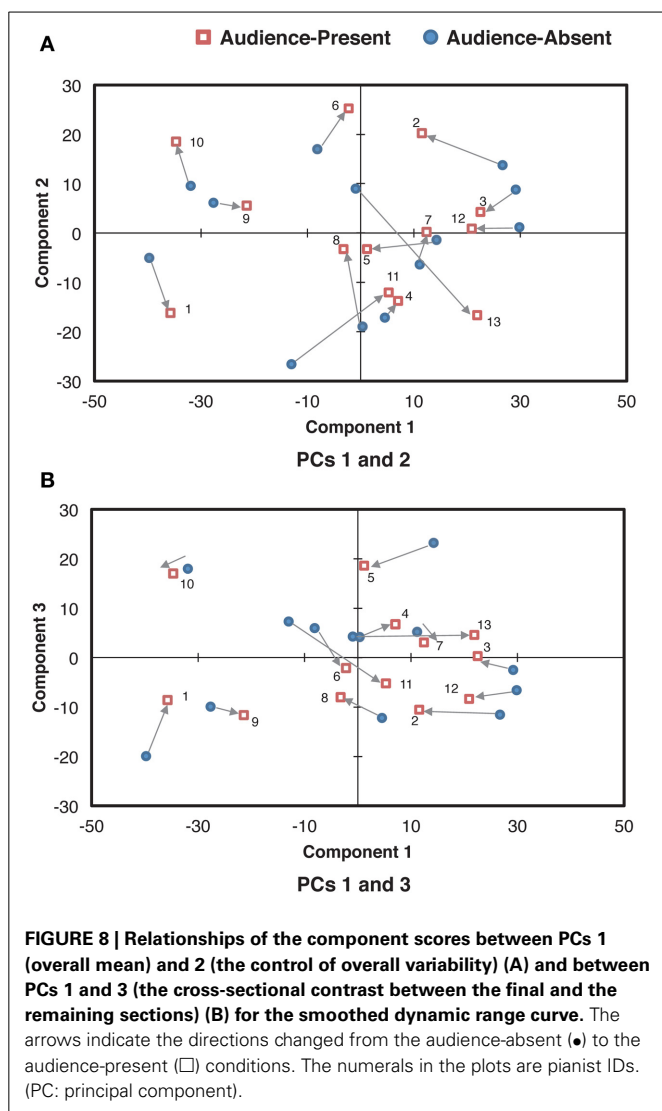 A
Audience-Present Audience-Absent
30
6
2
20
10
10
3
9
7
12
Component 2
0
8
5
-10
11
4
1
13
-20
-30
-50 -30 -10 10 30 50
Component 1
PCs 1 and 2
B
30
20
5
10
10
4
13
7
3
Component 3
0
6
11
12
1
8
9
2
-10
-20
-30
-50 -30 -10 10 30 50
Component 1
PCs 1 and 3
FIGURE 8 | Relationships of the component scores between PCs 1
(overall mean) and 2 (the control of overall variability) (A) and between
PCs 1 and 3 (the cross-sectional contrast between the final and the
remaining sections) (B) for the smoothed dynamic range curve. The
arrows indicate the directions changed from the audience-absent (●) to the
audience-present (□) conditions. The numerals in the plots are pianist IDs.
(PC: principal component).